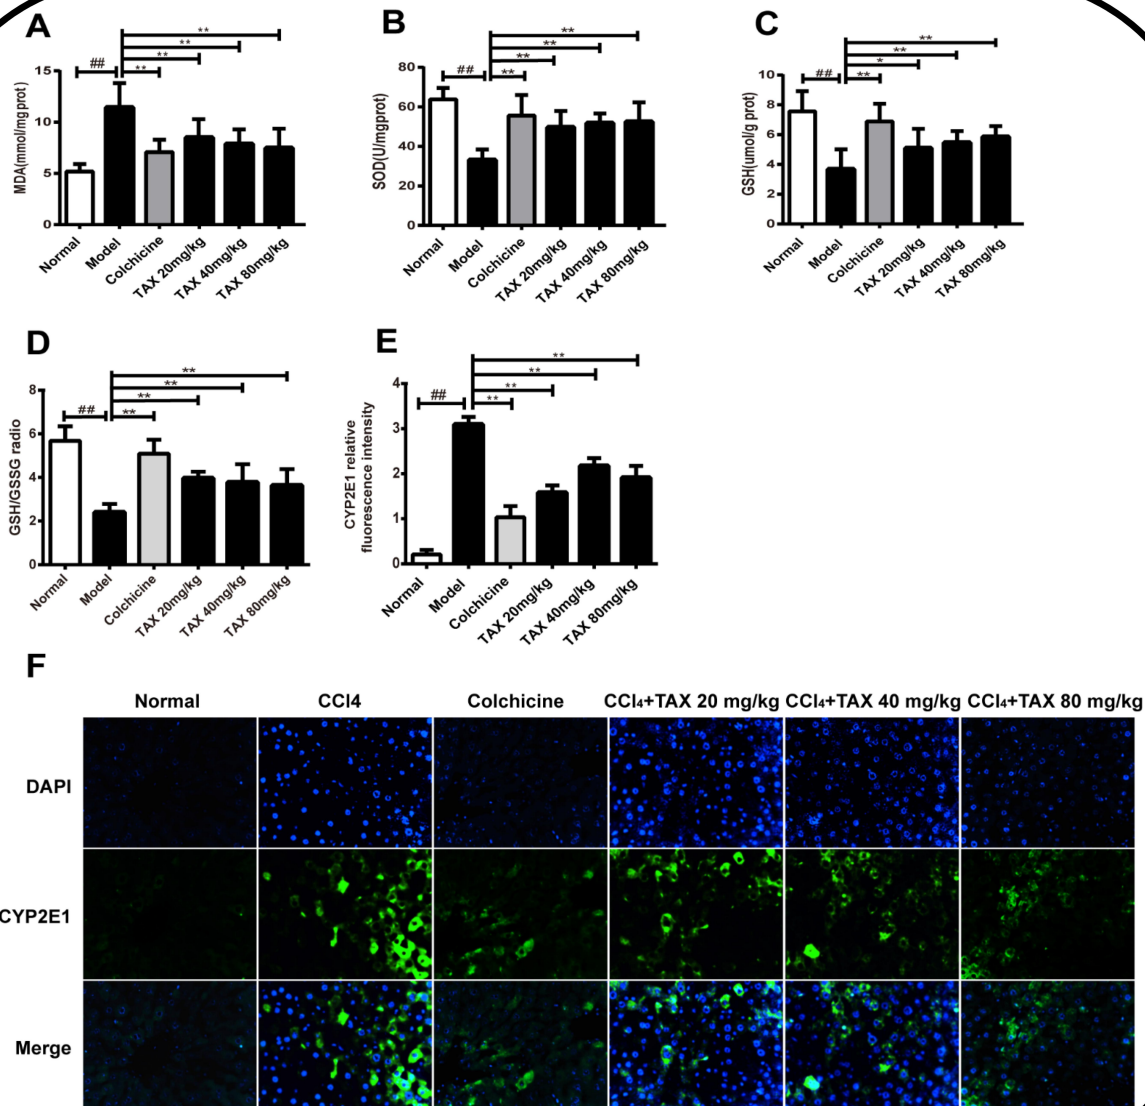 A
MDA(mmol/mgprot)
15
10
5
0
##
**
**
**
**
Normal
Model
Colchicine
TAX 20mg/kg
TAX 40mg/kg
TAX 80mg/kg
B
SOD(U/mgprot)
80
60
40
20
0
##
**
**
**
**
Normal
Model
Colchicine
TAX 20mg/kg
TAX 40mg/kg
TAX 80mg/kg
C
GSH(umol/g prot)
10
8
6
4
2
0
##
**
**
*
**
Normal
Model
Colchicine
TAX 20mg/kg
TAX 40mg/kg
TAX 80mg/kg
D
GSH/GSSG radio
8
6
4
2
0
##
**
**
**
**
Normal
Model
Colchicine
TAX 20mg/kg
TAX 40mg/kg
TAX 80mg/kg
E
CYP2E1 relative
fluorescence intensity
4
3
2
1
0
##
**
**
**
**
Normal
Model
Colchicine
TAX 20mg/kg
TAX 40mg/kg
TAX 80mg/kg
F
Normal CCl4 Colchicine CCl₄+TAX 20 mg/kg CCl₄+TAX 40 mg/kg CCl₄+TAX 80 mg/kg
DAPI
CYP2E1
Merge